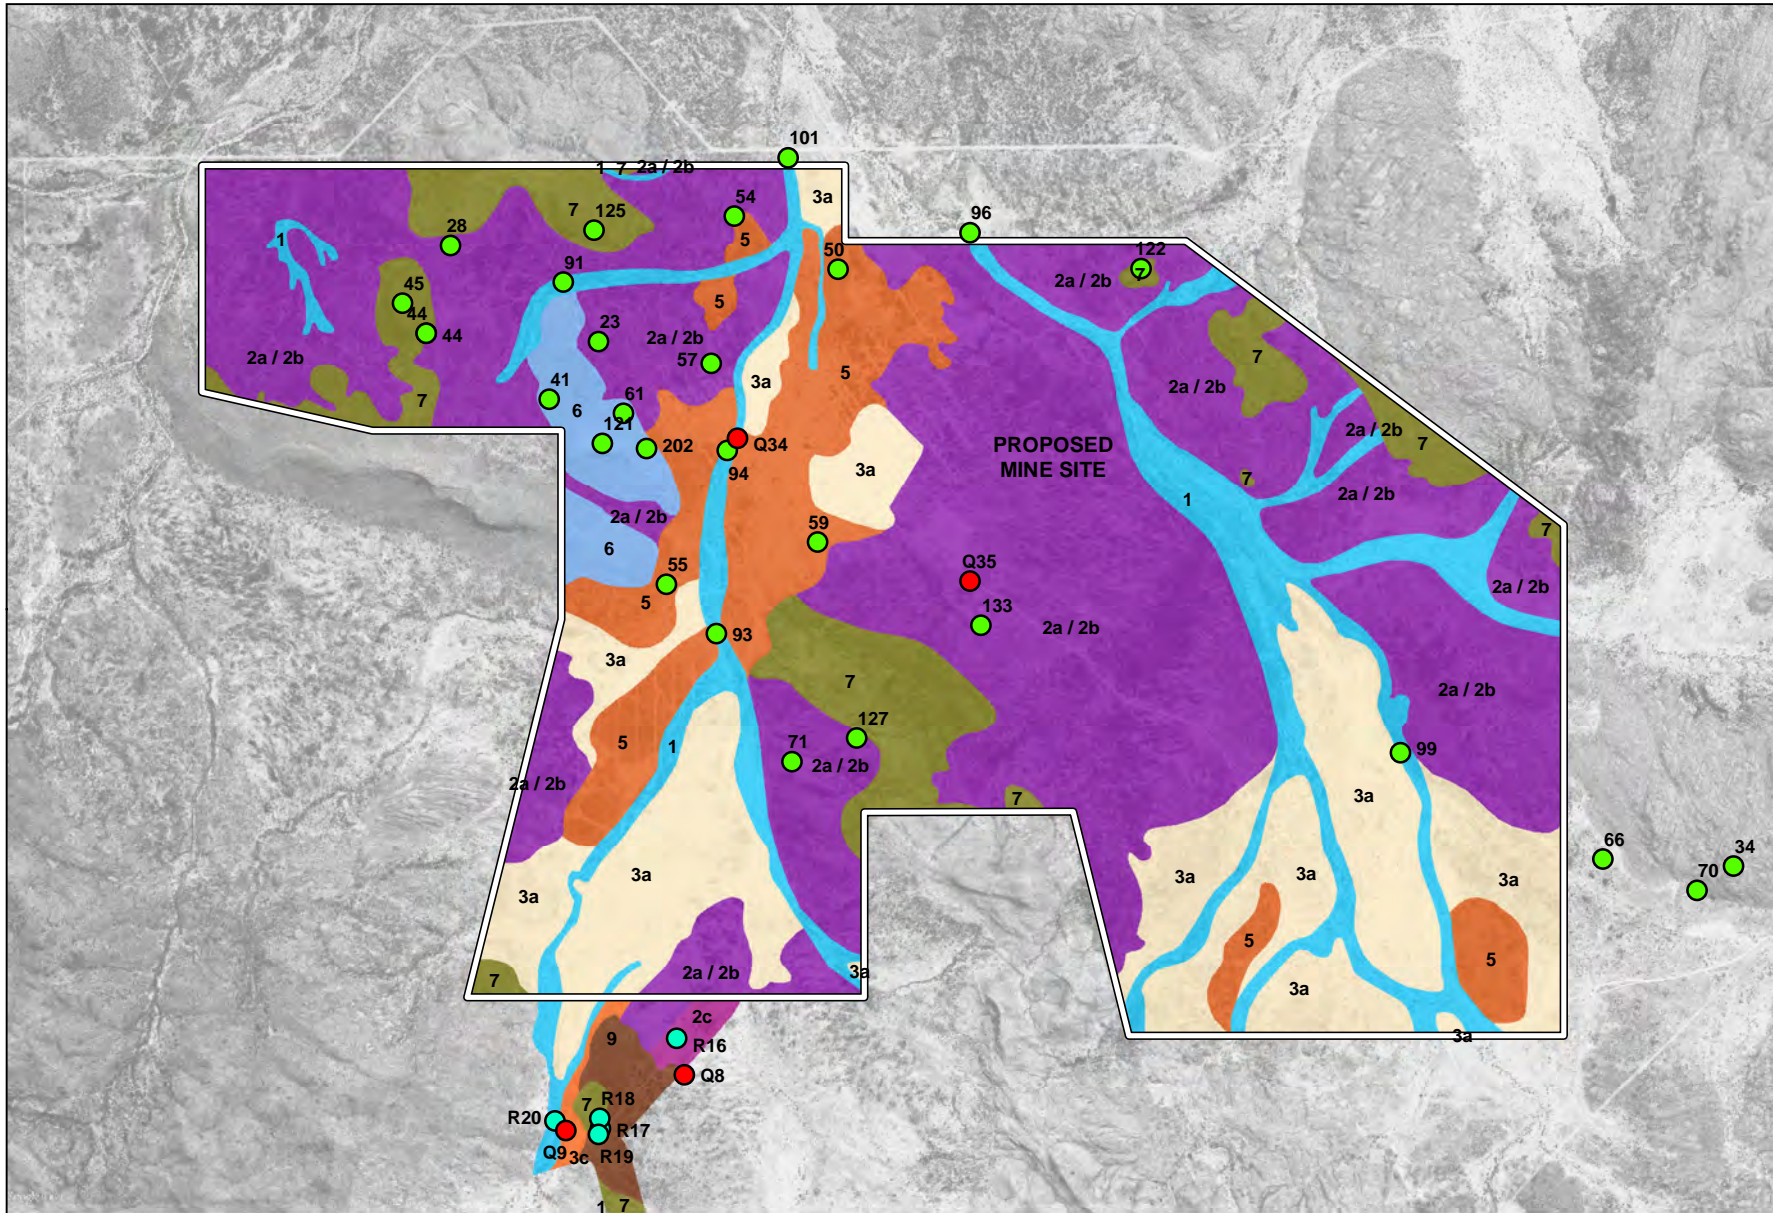 101
1 7 2a / 2b
3a
54
7 125
96
28
1
5
50
122
2a / 2b
7
91
45
5
44
44
23
2a / 2b
2a / 2b
57
7
5
3a
2a / 2b
41
7
6
61
2a / 2b
7
121
202
Q34
94
3a
PROPOSED
MINE SITE
7
1
2a / 2b
2a / 2b
59
7
6
Q35
55
5
2a / 2b
133
2a / 2b
93
3a
7
2a / 2b
127
5
1
71
2a / 2b
99
2a / 2b
3a
7
66
34
70
3a
3a
3a
3a
3a
5
5
2a / 2b
3a
7
3a
2c
9
R16
3a
Q8
7
R18
R20
R17
Q9
3c
R19
1 7